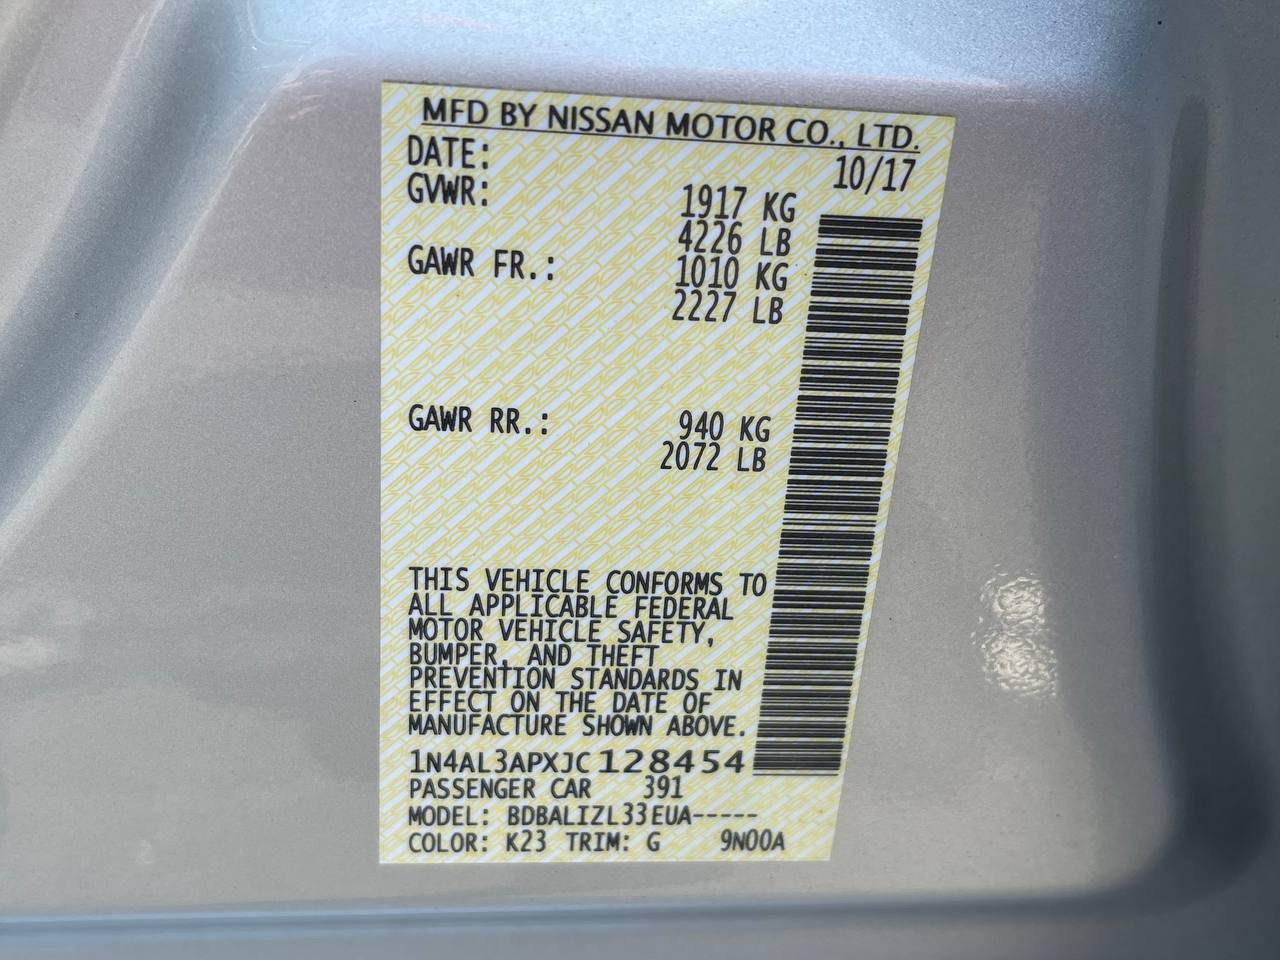 MFD BY NISSAN MOTOR CO., LTD.
DATE: 10/17
GVWR: 1917 KG
4226 LB
GAWR FR.: 1010 KG
2227 LB
GAWR RR.: 940 KG
2072 LB
THIS VEHICLE CONFORMS TO
ALL APPLICABLE FEDERAL
MOTOR VEHICLE SAFETY,
BUMPER, AND THEFT
PREVENTION STANDARDS IN
EFFECT ON THE DATE OF
MANUFACTURE SHOWN ABOVE.
1N4AL3APXJC128454
PASSENGER CAR 391
MODEL: BDBALIZL33EUA-----
COLOR: K23 TRIM: G 9N00A